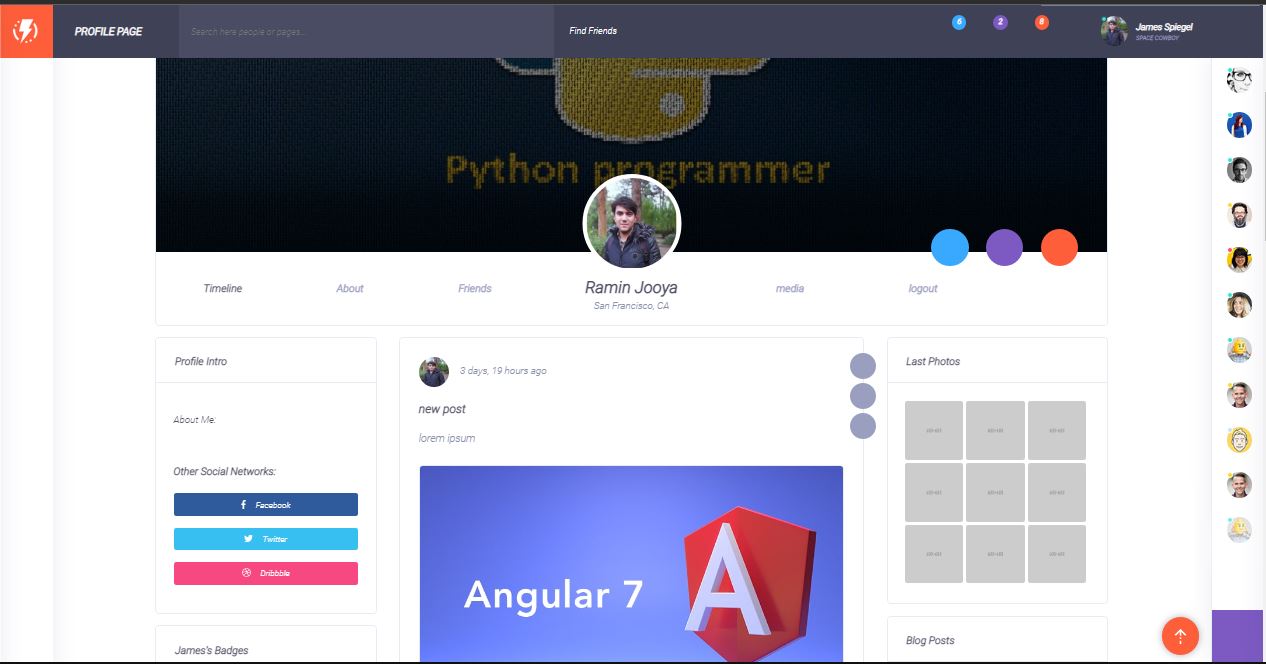 PROFILE PAGE
Search here people or pages...
Find Friends
6
2
8
James Spiegel
SPACE COWBOY
Python programmer
Timeline
About
Friends
Ramin Jooya
San Francisco, CA
media
logout
Profile Intro
About Me:
Other Social Networks:
Facebook
Twitter
Dribbble
James's Badges
3 days, 19 hours ago
new post
lorem ipsum
Angular 7
Last Photos
Blog Posts